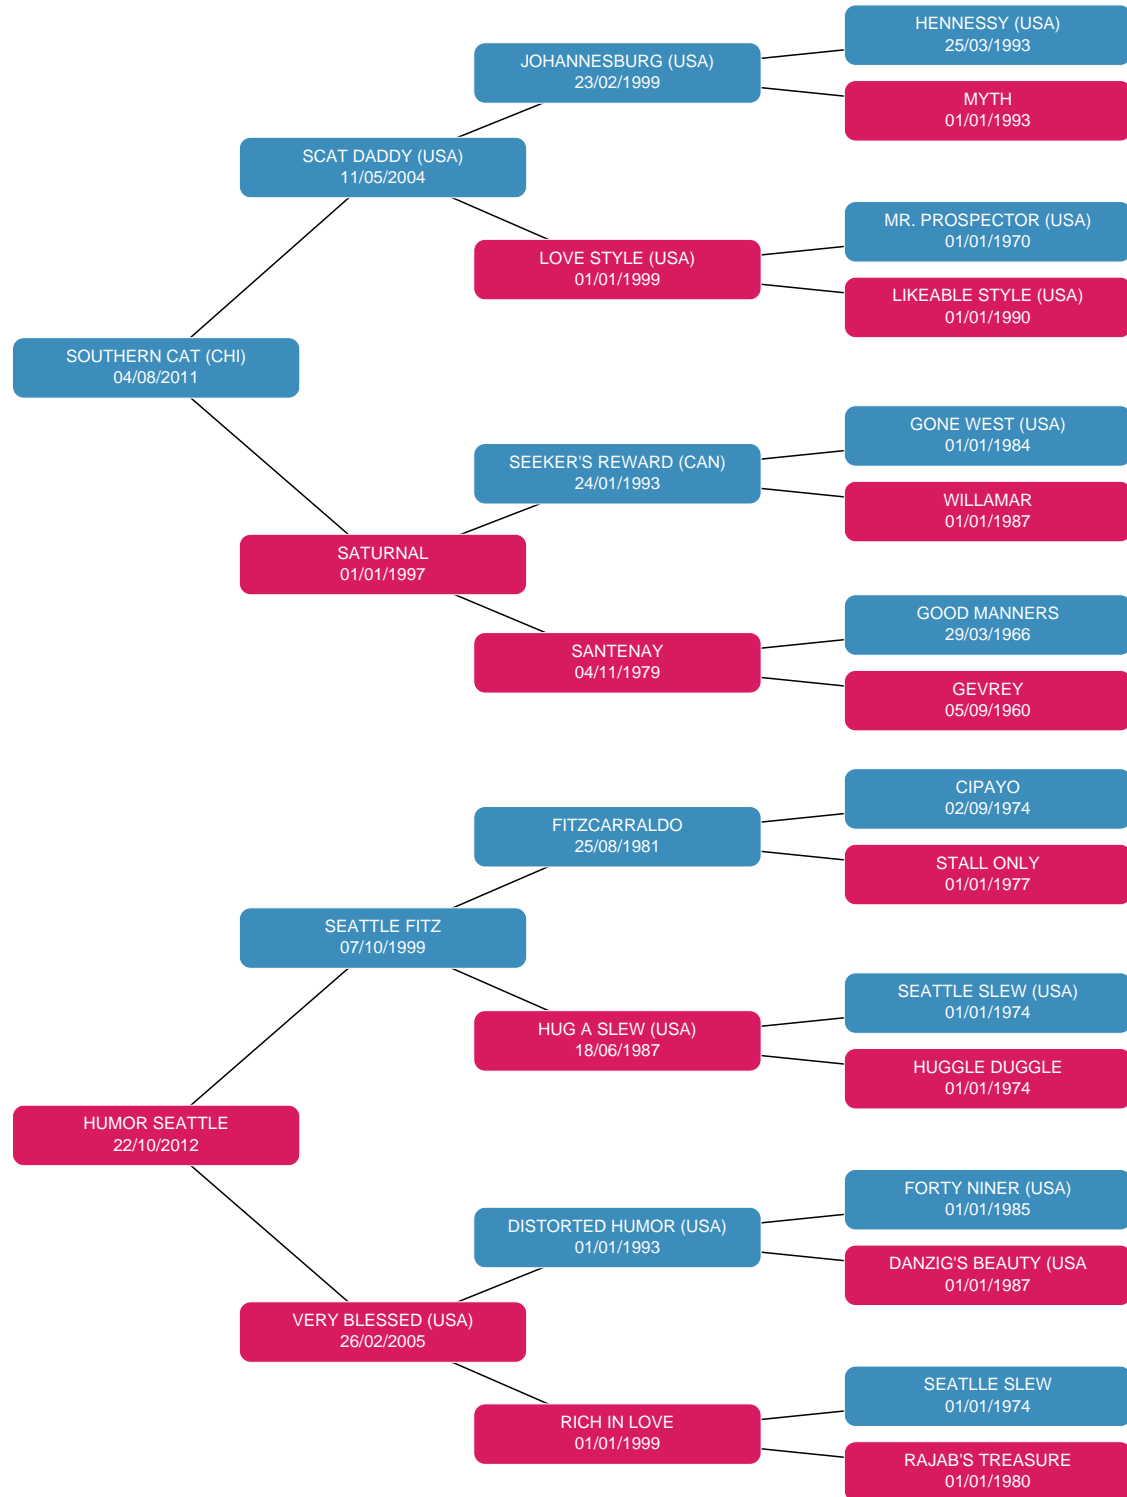 HENNESSY (USA)
25/03/1993
JOHANNESBURG (USA)
23/02/1999
MYTH
01/01/1993
SCAT DADDY (USA)
11/05/2004
MR. PROSPECTOR (USA)
01/01/1970
LOVE STYLE (USA)
01/01/1999
LIKEABLE STYLE (USA)
01/01/1990
SOUTHERN CAT (CHI)
04/08/2011
GONE WEST (USA)
01/01/1984
SEEKER'S REWARD (CAN)
24/01/1993
WILLAMAR
01/01/1987
SATURNAL
01/01/1997
GOOD MANNERS
29/03/1966
SANTENAY
04/11/1979
GEVREY
05/09/1960
CIPAYO
02/09/1974
FITZCARRALDO
25/08/1981
STALL ONLY
01/01/1977
SEATTLE FITZ
07/10/1999
SEATTLE SLEW (USA)
01/01/1974
HUG A SLEW (USA)
18/06/1987
HUGGLE DUGGLE
01/01/1974
HUMOR SEATTLE
22/10/2012
FORTY NINER (USA)
01/01/1985
DISTORTED HUMOR (USA)
01/01/1993
DANZIG'S BEAUTY (USA
01/01/1987
VERY BLESSED (USA)
26/02/2005
SEATLLE SLEW
01/01/1974
RICH IN LOVE
01/01/1999
RAJAB'S TREASURE
01/01/1980